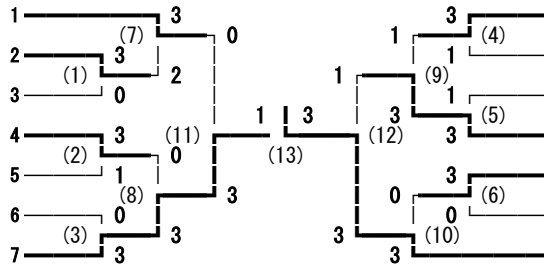 1 3 3
(7) 0 1 (4)
2 3 1
(1) 2 1 (9)
3 0 1
3 (5)
4 3 1 3 3
(11) (12)
(2) 0 (13)
5 1 3
(8) 0 (6)
6 0 3 0
(3) 3 3 (10)
7 3 3